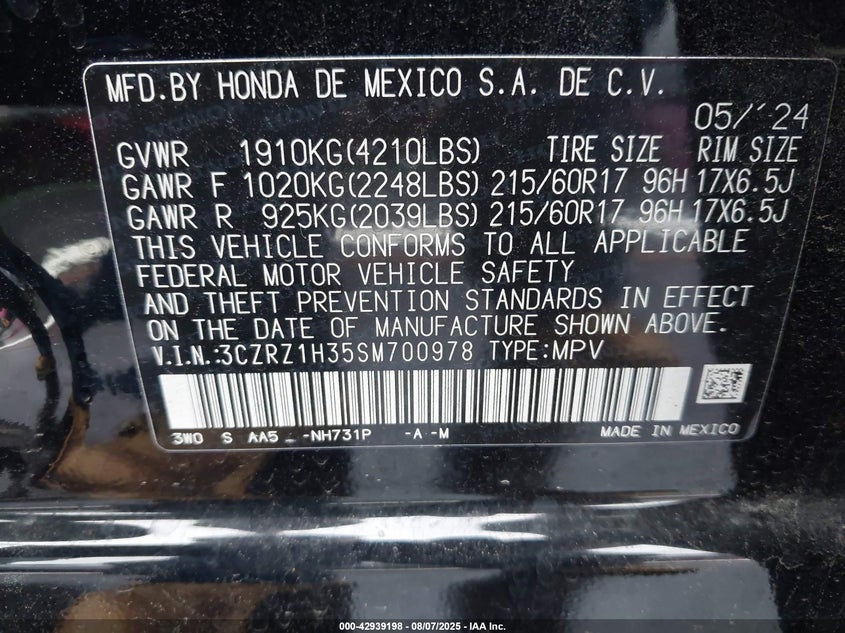 MFD.BY HONDA DE MEXICO S.A. DE C.V.
05/'24
GVWR 1910KG(4210LBS) TIRE SIZE RIM SIZE
GAWR F 1020KG(2248LBS) 215/60R17 96H 17X6.5J
GAWR R 925KG(2039LBS) 215/60R17 96H 17X6.5J
THIS VEHICLE CONFORMS TO ALL APPLICABLE
FEDERAL MOTOR VEHICLE SAFETY
AND THEFT PREVENTION STANDARDS IN EFFECT
ON THE DATE OF MANUFACTURE SHOWN ABOVE.
V.I.N.:3CZRZ1H35SM700978 TYPE:MPV
3W0 S AA5 _ -NH731P -A -M MADE IN MEXICO
000-42939198 - 08/07/2025 - IAA Inc.